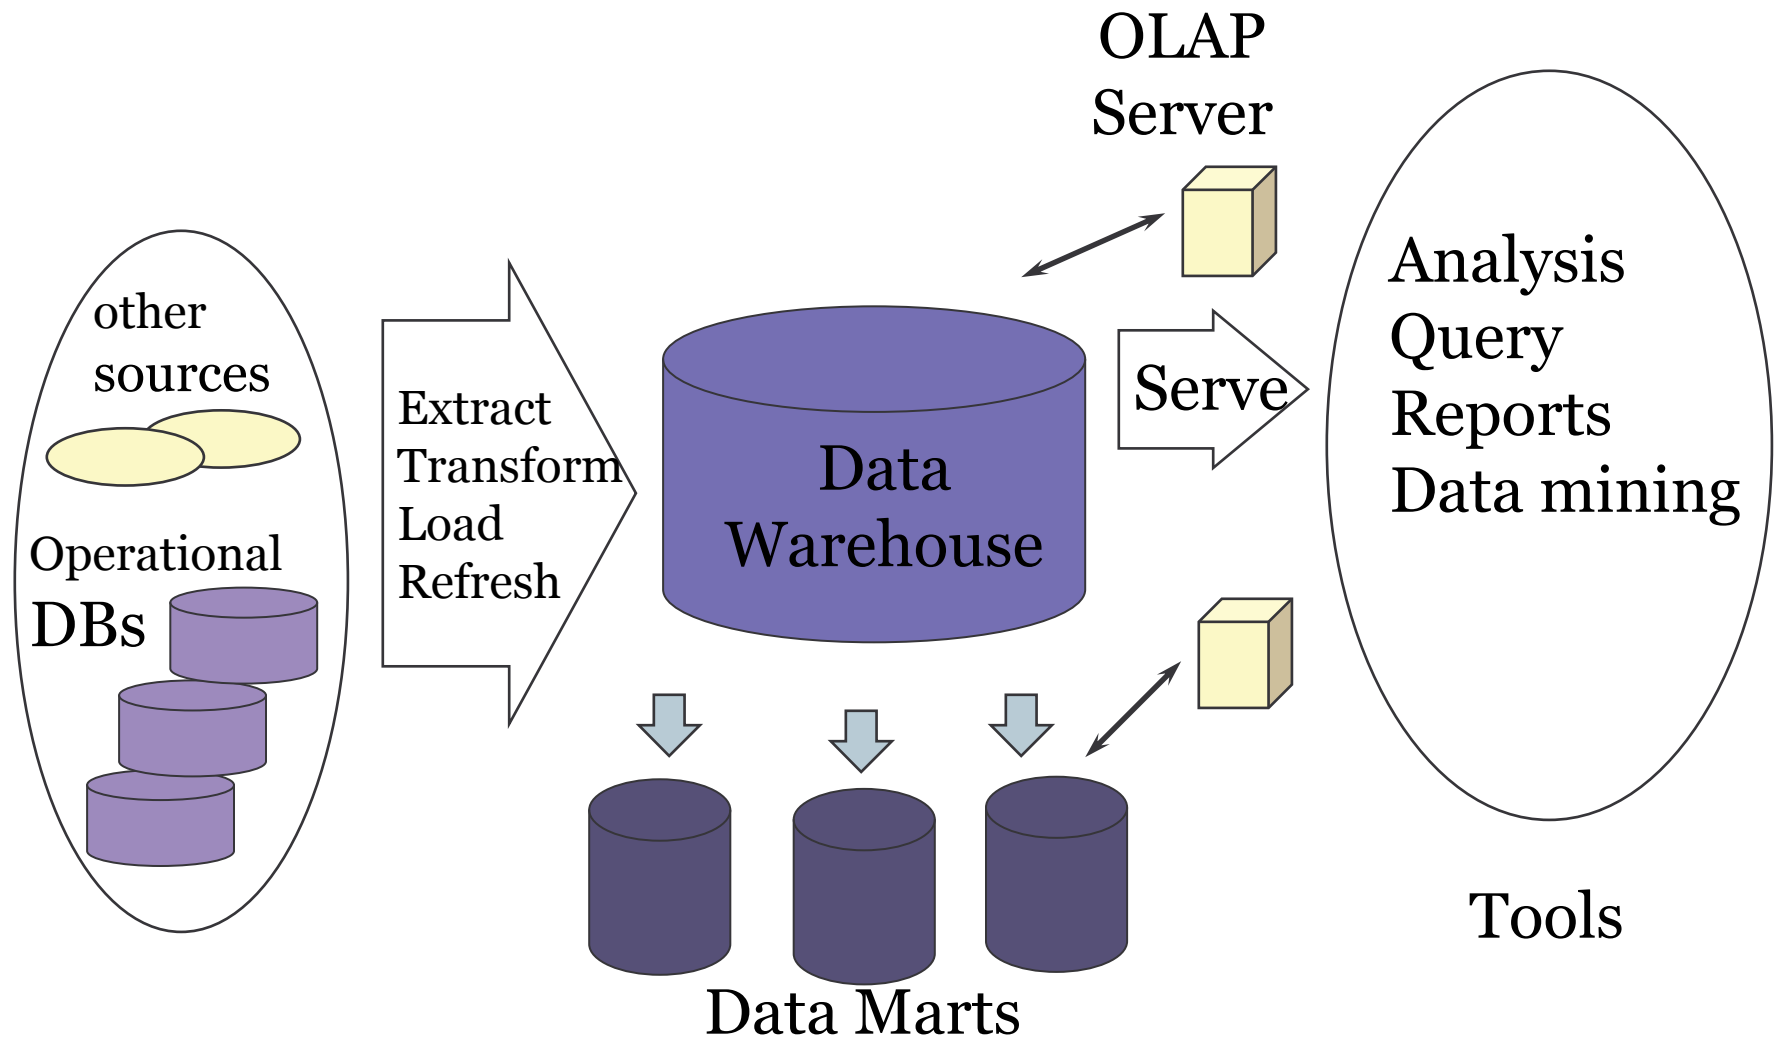 OLAP
Server
other
sources
Operational
DBs
Extract
Transform
Load
Refresh
Data
Warehouse
Serve
Analysis
Query
Reports
Data mining
Tools
Data Marts